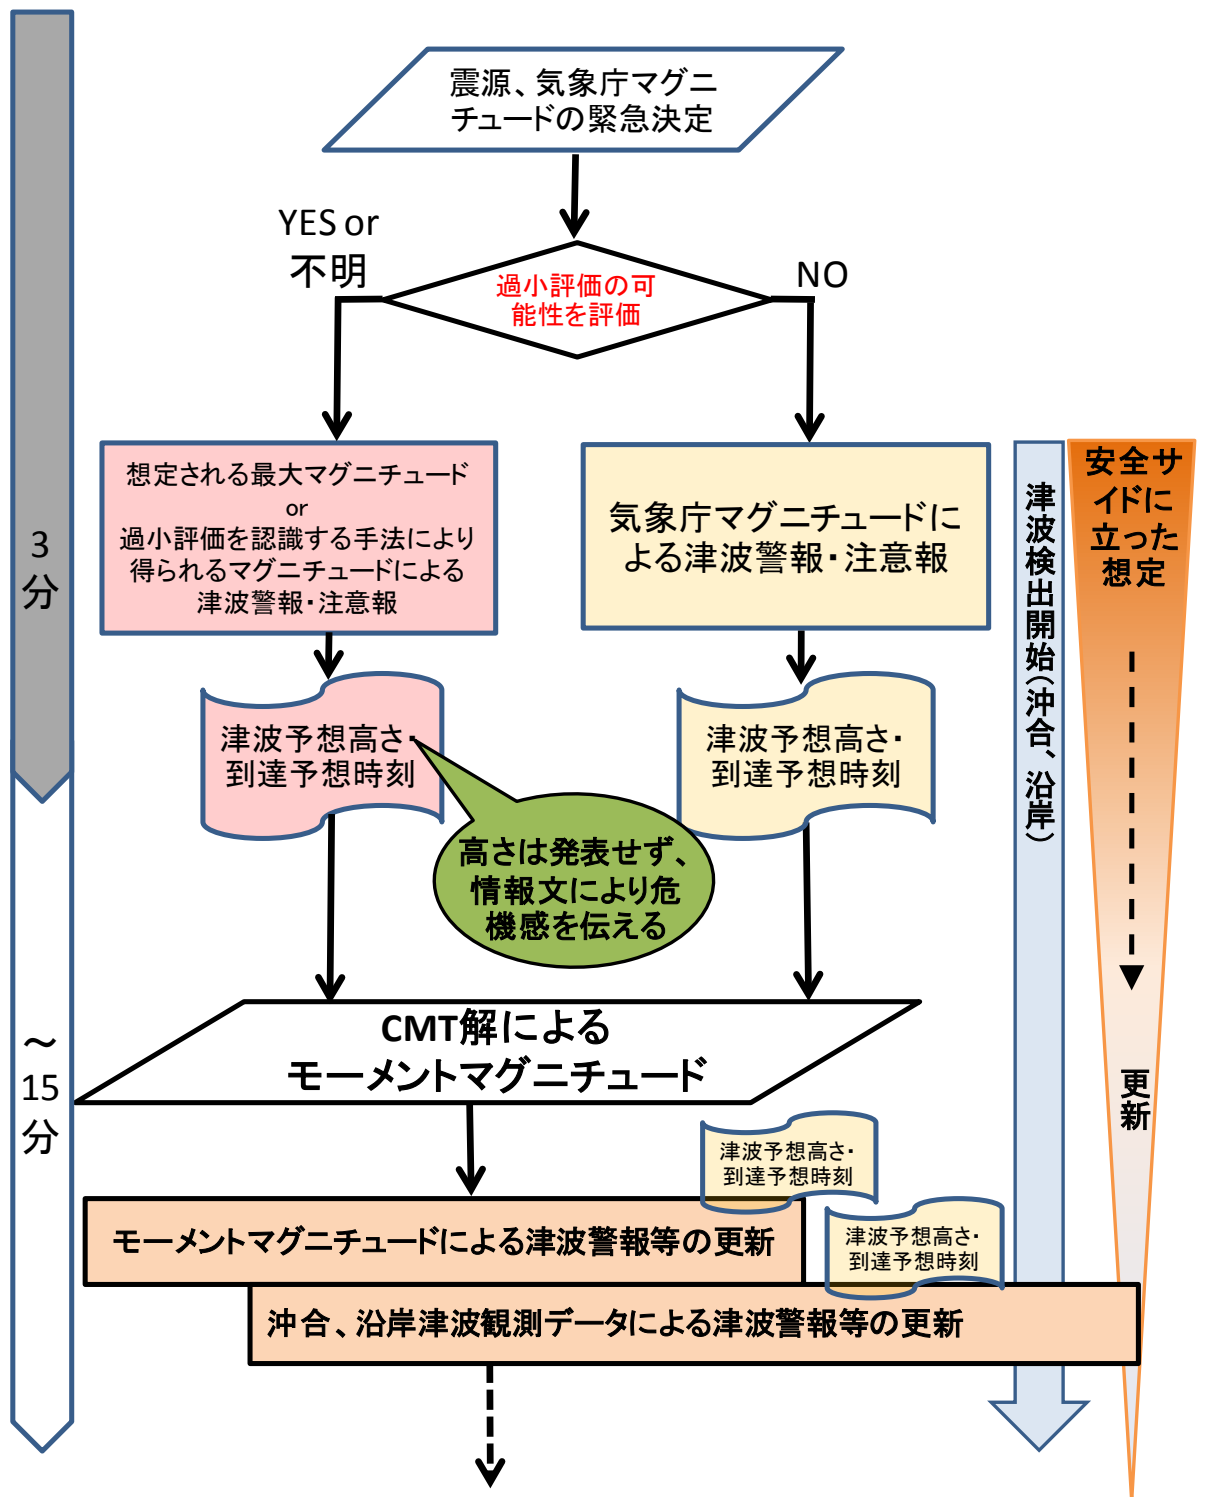 震源、気象庁マグニ
チュードの緊急決定
YES or
不明
NO
過小評価の可
能性を評価
想定される最大マグニチュード
or
過小評価を認識する手法により
得られるマグニチュードによる
津波警報・注意報
気象庁マグニチュードに
よる津波警報・注意報
3
分
津波検出開始(沖合、沿岸)
安全サ
イドに
立った
想定
津波予想高さ・
到達予想時刻
津波予想高さ・
到達予想時刻
高さは発表せず、
情報文により危
機感を伝える
CMT解による
モーメントマグニチュード
～
15
分
更新
津波予想高さ・
到達予想時刻
モーメントマグニチュードによる津波警報等の更新
津波予想高さ・
到達予想時刻
沖合、沿岸津波観測データによる津波警報等の更新